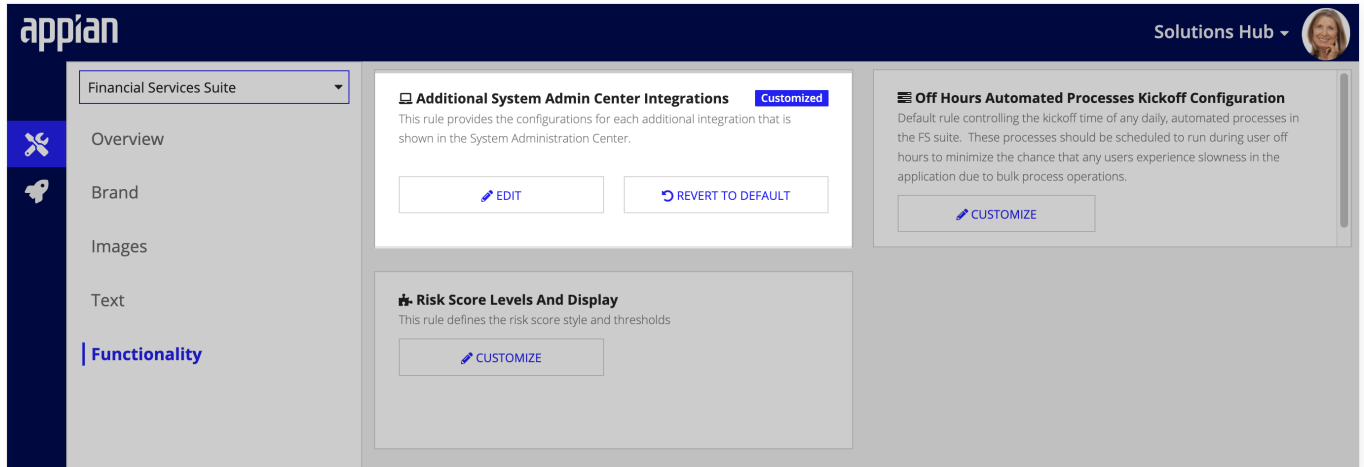 appian
Solutions Hub
Financial Services Suite
Overview
Brand
Images
Text
Functionality
Additional System Admin Center Integrations
Customized
This rule provides the configurations for each additional integration that is
shown in the System Administration Center.
EDIT
REVERT TO DEFAULT
Off Hours Automated Processes Kickoff Configuration
Default rule controlling the kickoff time of any daily, automated processes in
the FS suite. These processes should be scheduled to run during user off
hours to minimize the chance that any users experience slowness in the
application due to bulk process operations.
CUSTOMIZE
Risk Score Levels And Display
This rule defines the risk score style and thresholds
CUSTOMIZE